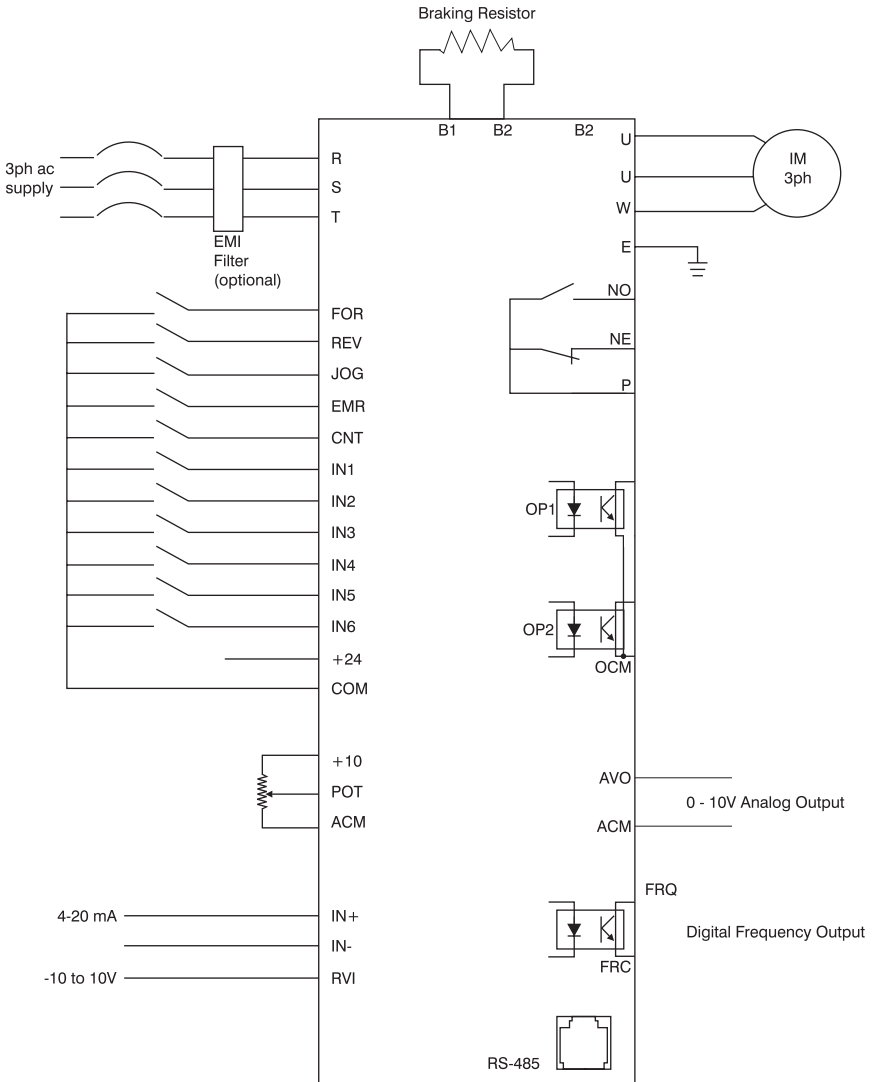 Braking Resistor
B1 B2 B2
3ph ac
supply
R
S
T
EMI
Filter
(optional)
U
U
W
E
IM
3ph
NO
NE
P
FOR
REV
JOG
EMR
CNT
IN1
IN2
IN3
IN4
IN5
IN6
+24
COM
OP1
OP2
OCM
+10
POT
ACM
AVO
ACM
0 - 10V Analog Output
4-20 mA
IN+
IN-
-10 to 10V
RVI
FRQ
Digital Frequency Output
FRC
RS-485